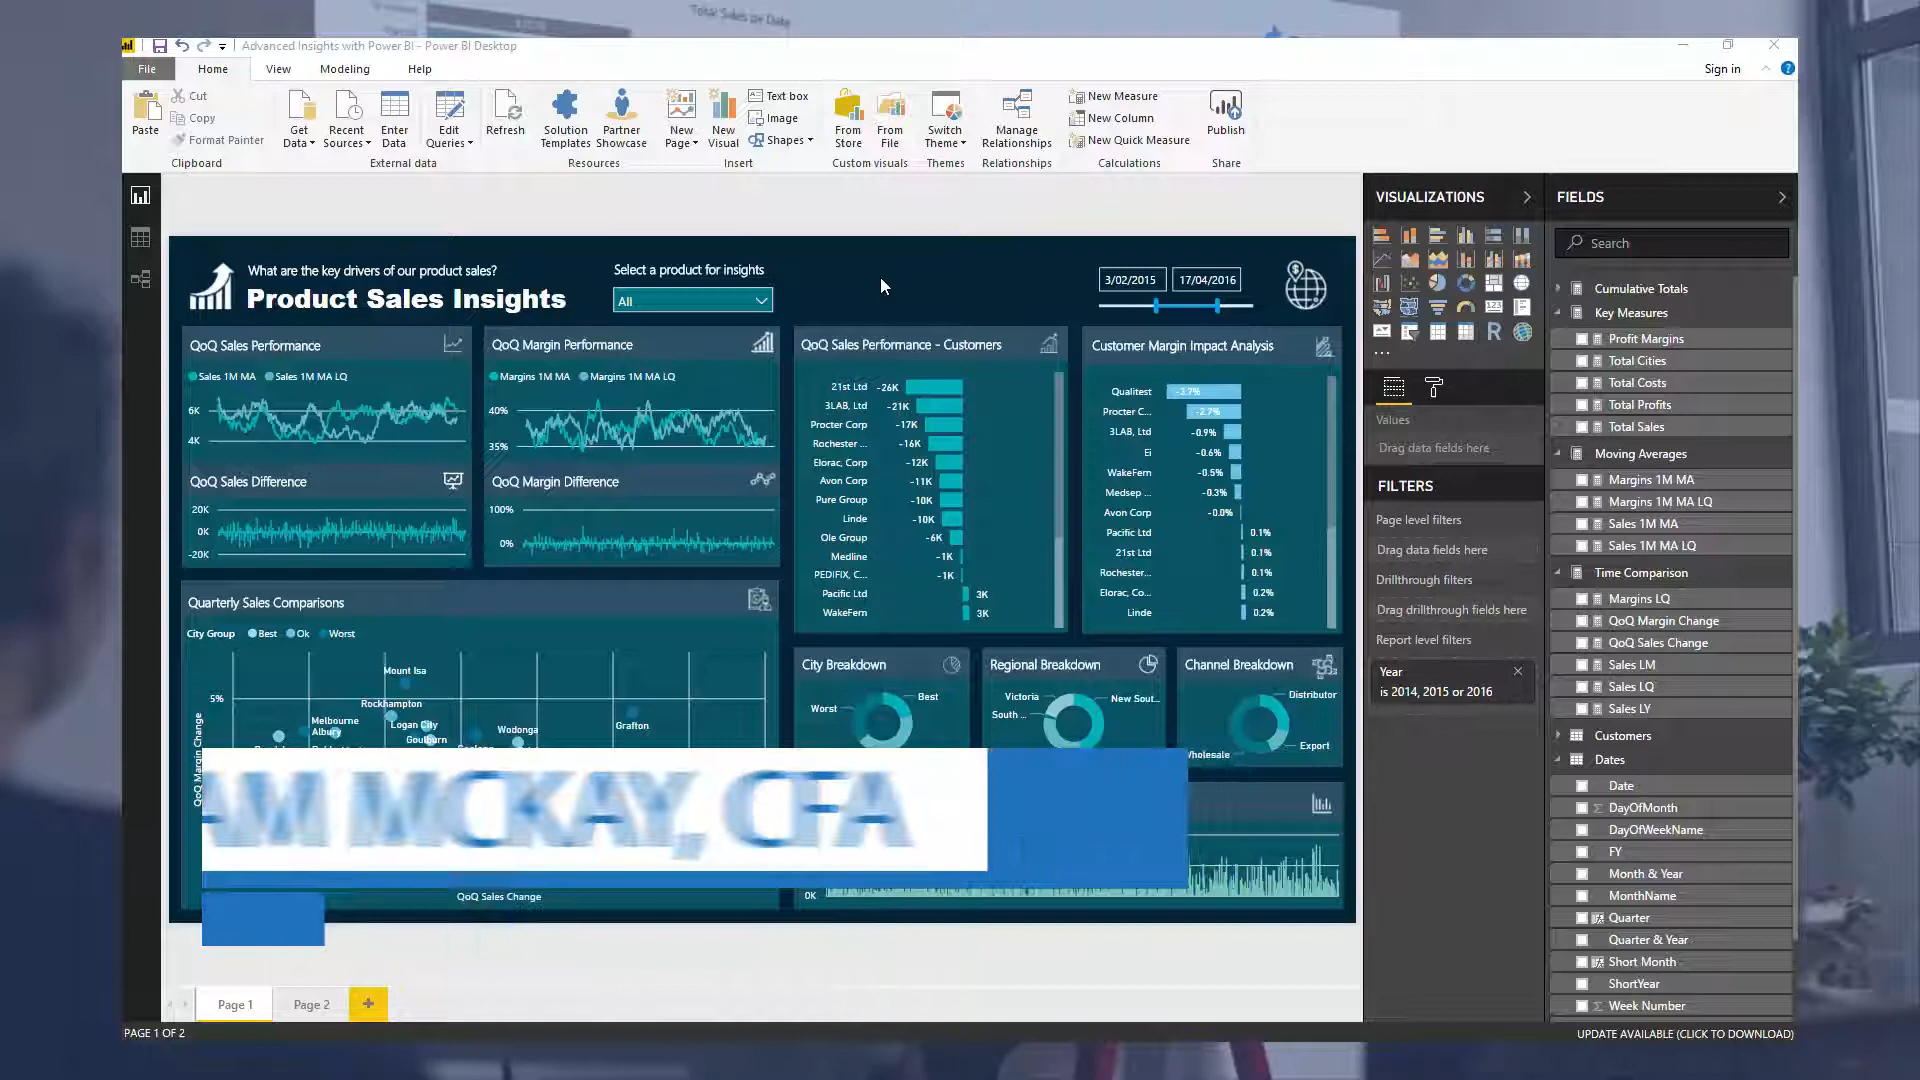 Total Sales by Date
Advanced Insights with Power BI - Power BI Desktop
File Home View Modeling Help
Sign in
Paste
Cut
Copy
Format Painter
Clipboard
Get Data
Recent Sources
Enter Data
Edit Queries
External data
Refresh
Solution Templates
Partner Showcase
Resources
New Page
New Visual
Text box
Image
Shapes
Insert
From Store
From File
Custom visuals
Switch Theme
Themes
Manage Relationships
Relationships
New Measure
New Column
New Quick Measure
Calculations
Publish
Share
What are the key drivers of our product sales?
Product Sales Insights
Select a product for insights
All
3/02/2015 17/04/2016
QoQ Sales Performance
Sales 1M MA Sales 1M MA LQ
6K
4K
QoQ Sales Difference
20K
0K
-20K
QoQ Margin Performance
Margins 1M MA Margins 1M MA LQ
40%
35%
QoQ Margin Difference
100%
0%
QoQ Sales Performance - Customers
21st Ltd -26K
3LAB, Ltd -21K
Procter Corp -17K
Rochester ... -16K
Elorac, Corp -12K
Avon Corp -11K
Pure Group -10K
Linde -10K
Ole Group -6K
Medline -1K
PEDIFIX, C... -1K
Pacific Ltd 3K
WakeFern 3K
Customer Margin Impact Analysis
Qualitest -3.7%
Procter C... -2.7%
3LAB, Ltd -0.9%
Ei -0.6%
WakeFern -0.5%
Medsep ... -0.3%
Avon Corp -0.0%
Pacific Ltd 0.1%
21st Ltd 0.1%
Rochester... 0.1%
Elorac, Co... 0.2%
Linde 0.2%
Quarterly Sales Comparisons
City Group Best Ok Worst
5%
QoQ Margin Change
Mount Isa
Rockhampton
Melbourne
Albury
Logan City
Goulburn
Wodonga
Grafton
QoQ Sales Change
City Breakdown
Worst
Best
Regional Breakdown
Victoria
South ...
New Sout...
Channel Breakdown
Distributor
Export
Wholesale
0K
AM MCKAY, CFA
Page 1 Page 2
PAGE 1 OF 2
VISUALIZATIONS
R
123
Values
Drag data fields here
FILTERS
Page level filters
Drag data fields here
Drillthrough filters
Drag drillthrough fields here
Report level filters
Year
is 2014, 2015 or 2016
FIELDS
Search
Cumulative Totals
Key Measures
Profit Margins
Total Cities
Total Costs
Total Profits
Total Sales
Moving Averages
Margins 1M MA
Margins 1M MA LQ
Sales 1M MA
Sales 1M MA LQ
Time Comparison
Margins LQ
QoQ Margin Change
QoQ Sales Change
Sales LM
Sales LQ
Sales LY
Customers
Dates
Date
DayOfMonth
DayOfWeekName
FY
Month & Year
MonthName
Quarter
Quarter & Year
Short Month
ShortYear
Week Number
UPDATE AVAILABLE (CLICK TO DOWNLOAD)